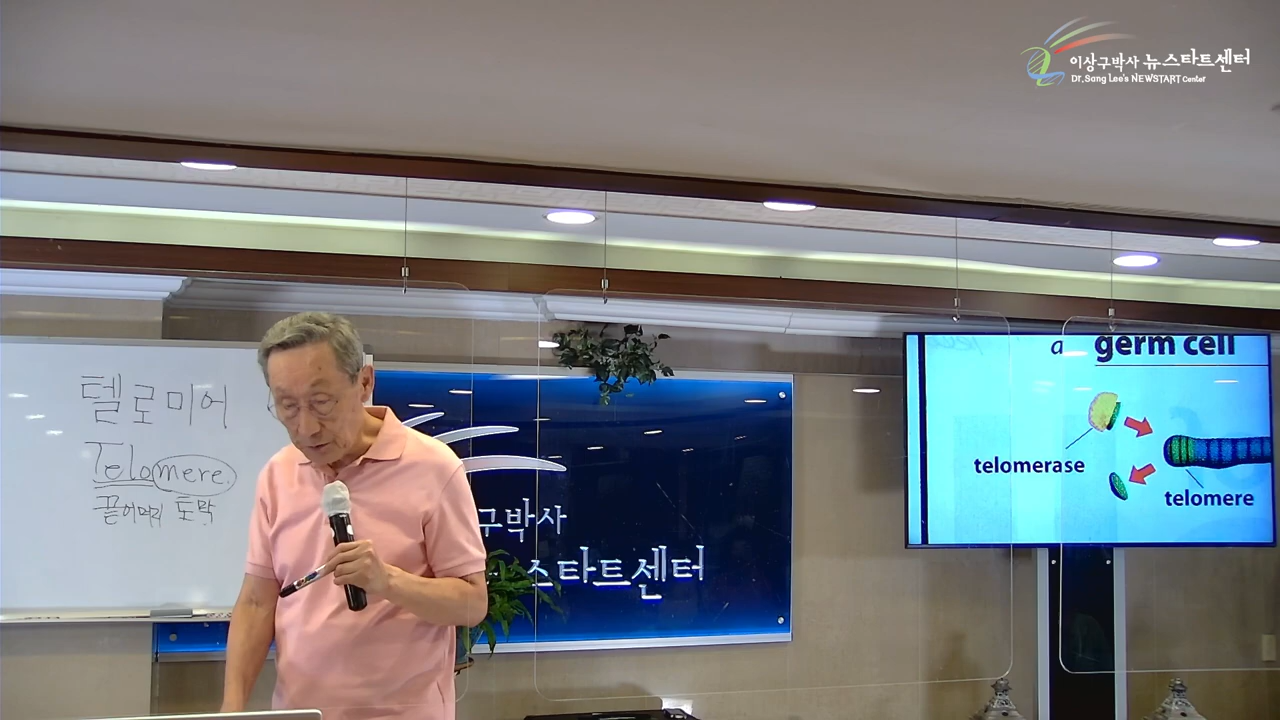 이상구박사 뉴스타트센터
Dr. Sang Lee's NEWSTART Center
텔로미어
Telomere.
끝머리 토막
구박사
스타트센터
a germ cell
telomerase
telomere